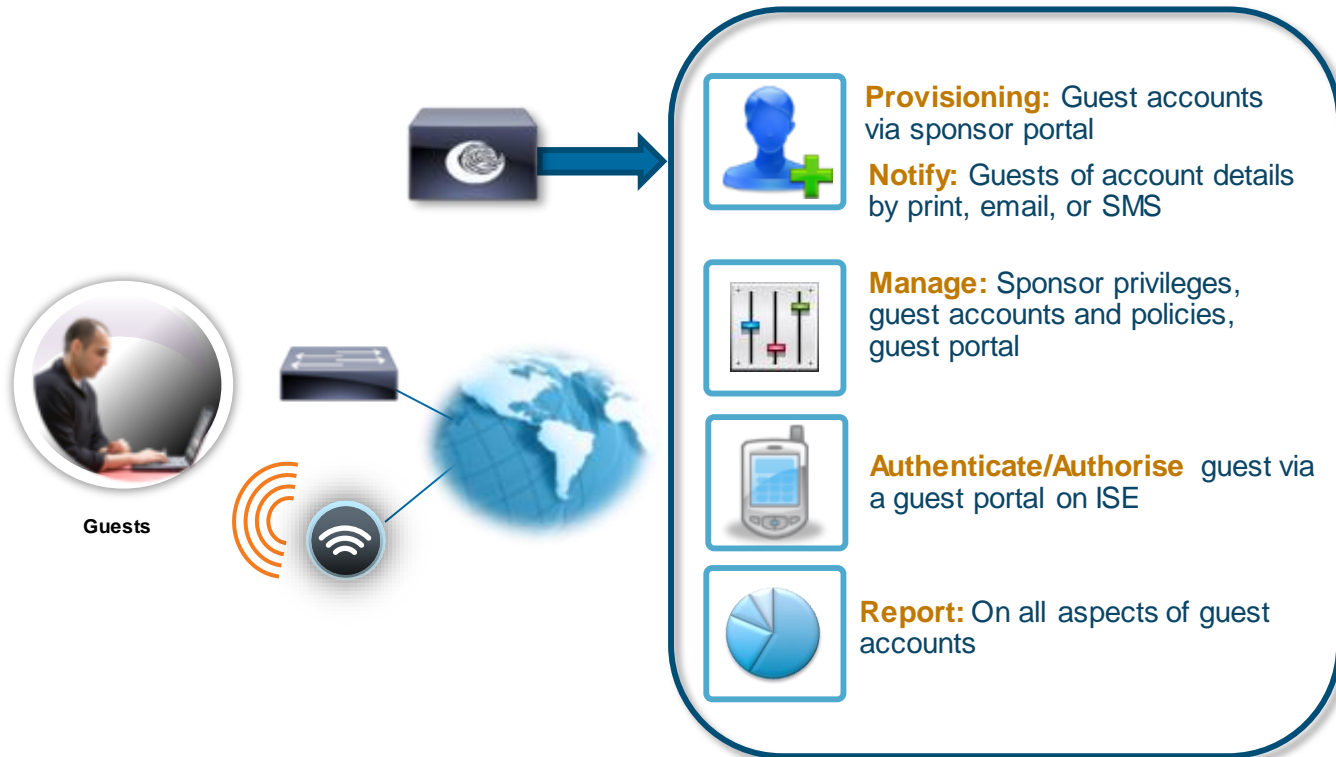 Provisioning: Guest accounts
via sponsor portal
Notify: Guests of account details
by print, email, or SMS
Manage: Sponsor privileges,
guest accounts and policies,
guest portal
Authenticate/Authorise guest via
a guest portal on ISE
Report: On all aspects of guest
accounts
Guests